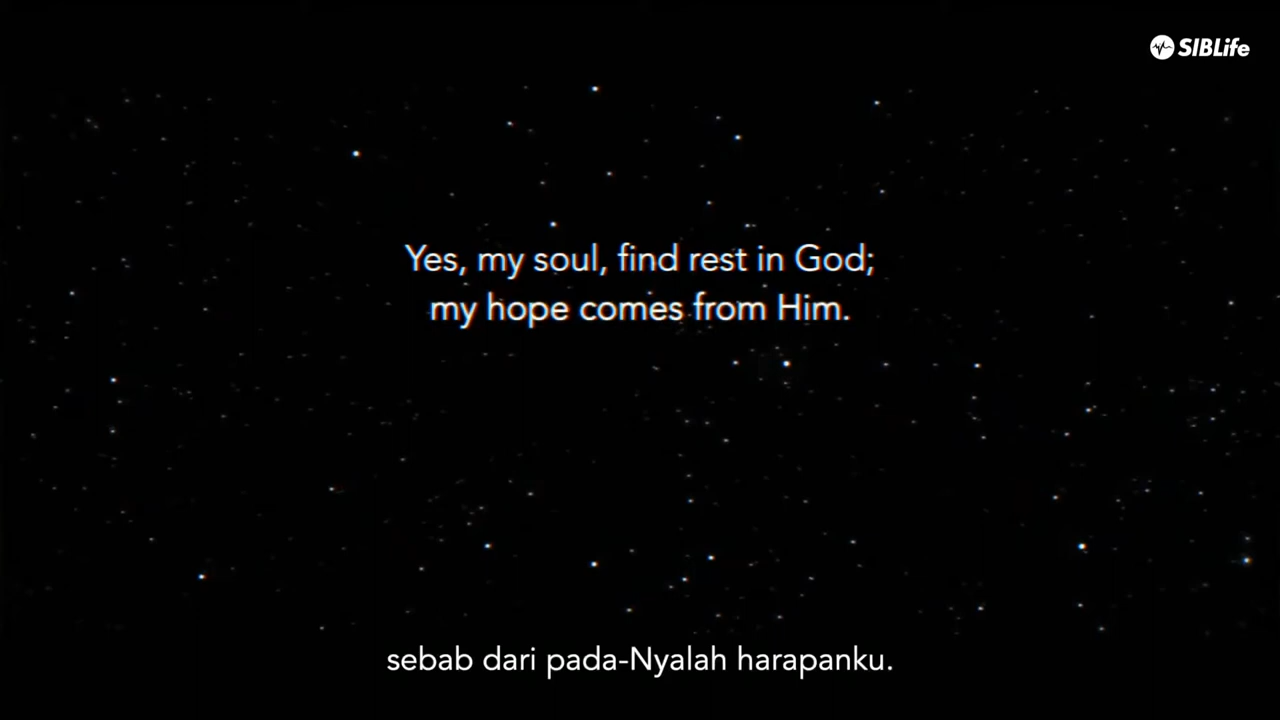 SIBLife
Yes, my soul, find rest in God;
my hope comes from Him.
sebab dari pada-Nyalah harapanku.